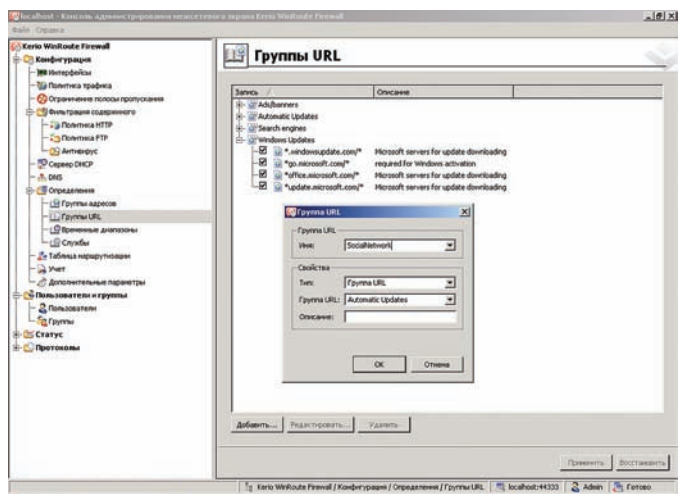 localhost - Консоль администрирования межсетевого экрана Kerio WinRoute Firewall
Файл Справка
Kerio WinRoute Firewall
Конфигурация
Интерфейсы
Политика трафика
Ограничение полосы пропускания
Фильтрация содержимого
Политика HTTP
Политика FTP
Антивирус
Сервер DHCP
DNS
Определения
Группы адресов
Группы URL
Временные диапазоны
Службы
Таблица маршрутизации
Учет
Дополнительные параметры
Пользователи и группы
Пользователи
Группы
Статус
Протоколы
Группы URL
Запись Описание
Ads/banners
Automatic Updates
Search engines
Windows Updates
*.windowsupdate.com/* Microsoft servers for update downloading
*go.microsoft.com/* required for Windows activation
*office.microsoft.com/* Microsoft servers for update downloading
*update.microsoft.com/* Microsoft servers for update downloading
Группа URL
Группа URL
Имя: SocialNetwork
Свойства
Тип: Группа URL
Группа URL: Automatic Updates
Описание:
OK Отмена
Добавить... Редактировать... Удалить
Применить Восстановить
Kerio WinRoute Firewall / Конфигурация / Определения / Группы URL localhost:44333 Admin Готово